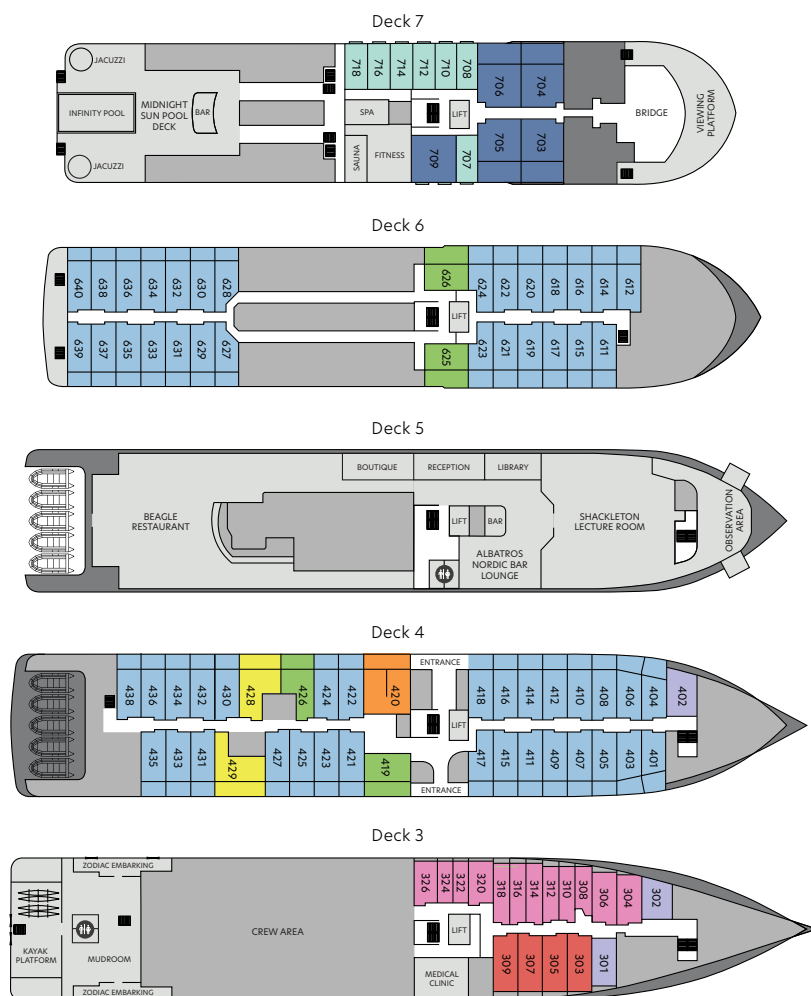 Deck 7
JACUZZI
INFINITY POOL
MIDNIGHT
SUN POOL
DECK
BAR
JACUZZI
718
716
714
712
710
708
706
704
SPA
LIFT
SAUNA
FITNESS
709
707
705
703
BRIDGE
VIEWING
PLATFORM
Deck 6
640
638
636
634
632
630
628
626
624
622
620
618
616
614
612
LIFT
639
637
635
633
631
629
627
625
623
621
619
617
615
611
Deck 5
BOUTIQUE
RECEPTION
LIBRARY
BEAGLE
RESTAURANT
LIFT
BAR
ALBATROS
NORDIC BAR
LOUNGE
SHACKLETON
LECTURE ROOM
OBSERVATION
AREA
Deck 4
438
436
434
432
430
428
426
424
422
420
ENTRANCE
418
416
414
412
410
408
406
404
402
LIFT
435
433
431
429
427
425
423
421
419
ENTRANCE
417
415
411
409
407
405
403
401
Deck 3
ZODIAC EMBARKING
326
324
322
320
318
316
314
312
310
308
306
304
302
CREW AREA
LIFT
KAYAK
PLATFORM
MUDROOM
MEDICAL
CLINIC
309
307
305
303
301
ZODIAC EMBARKING